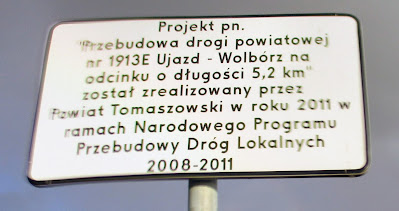 Projekt pn.
"Przebudowa drogi powiatowej
nr 1913E Ujazd - Wolbórz na
odcinku o długości 5,2 km"
został zrealizowany przez
Powiat Tomaszowski w roku 2011 w
ramach Narodowego Programu
Przebudowy Dróg Lokalnych
2008-2011